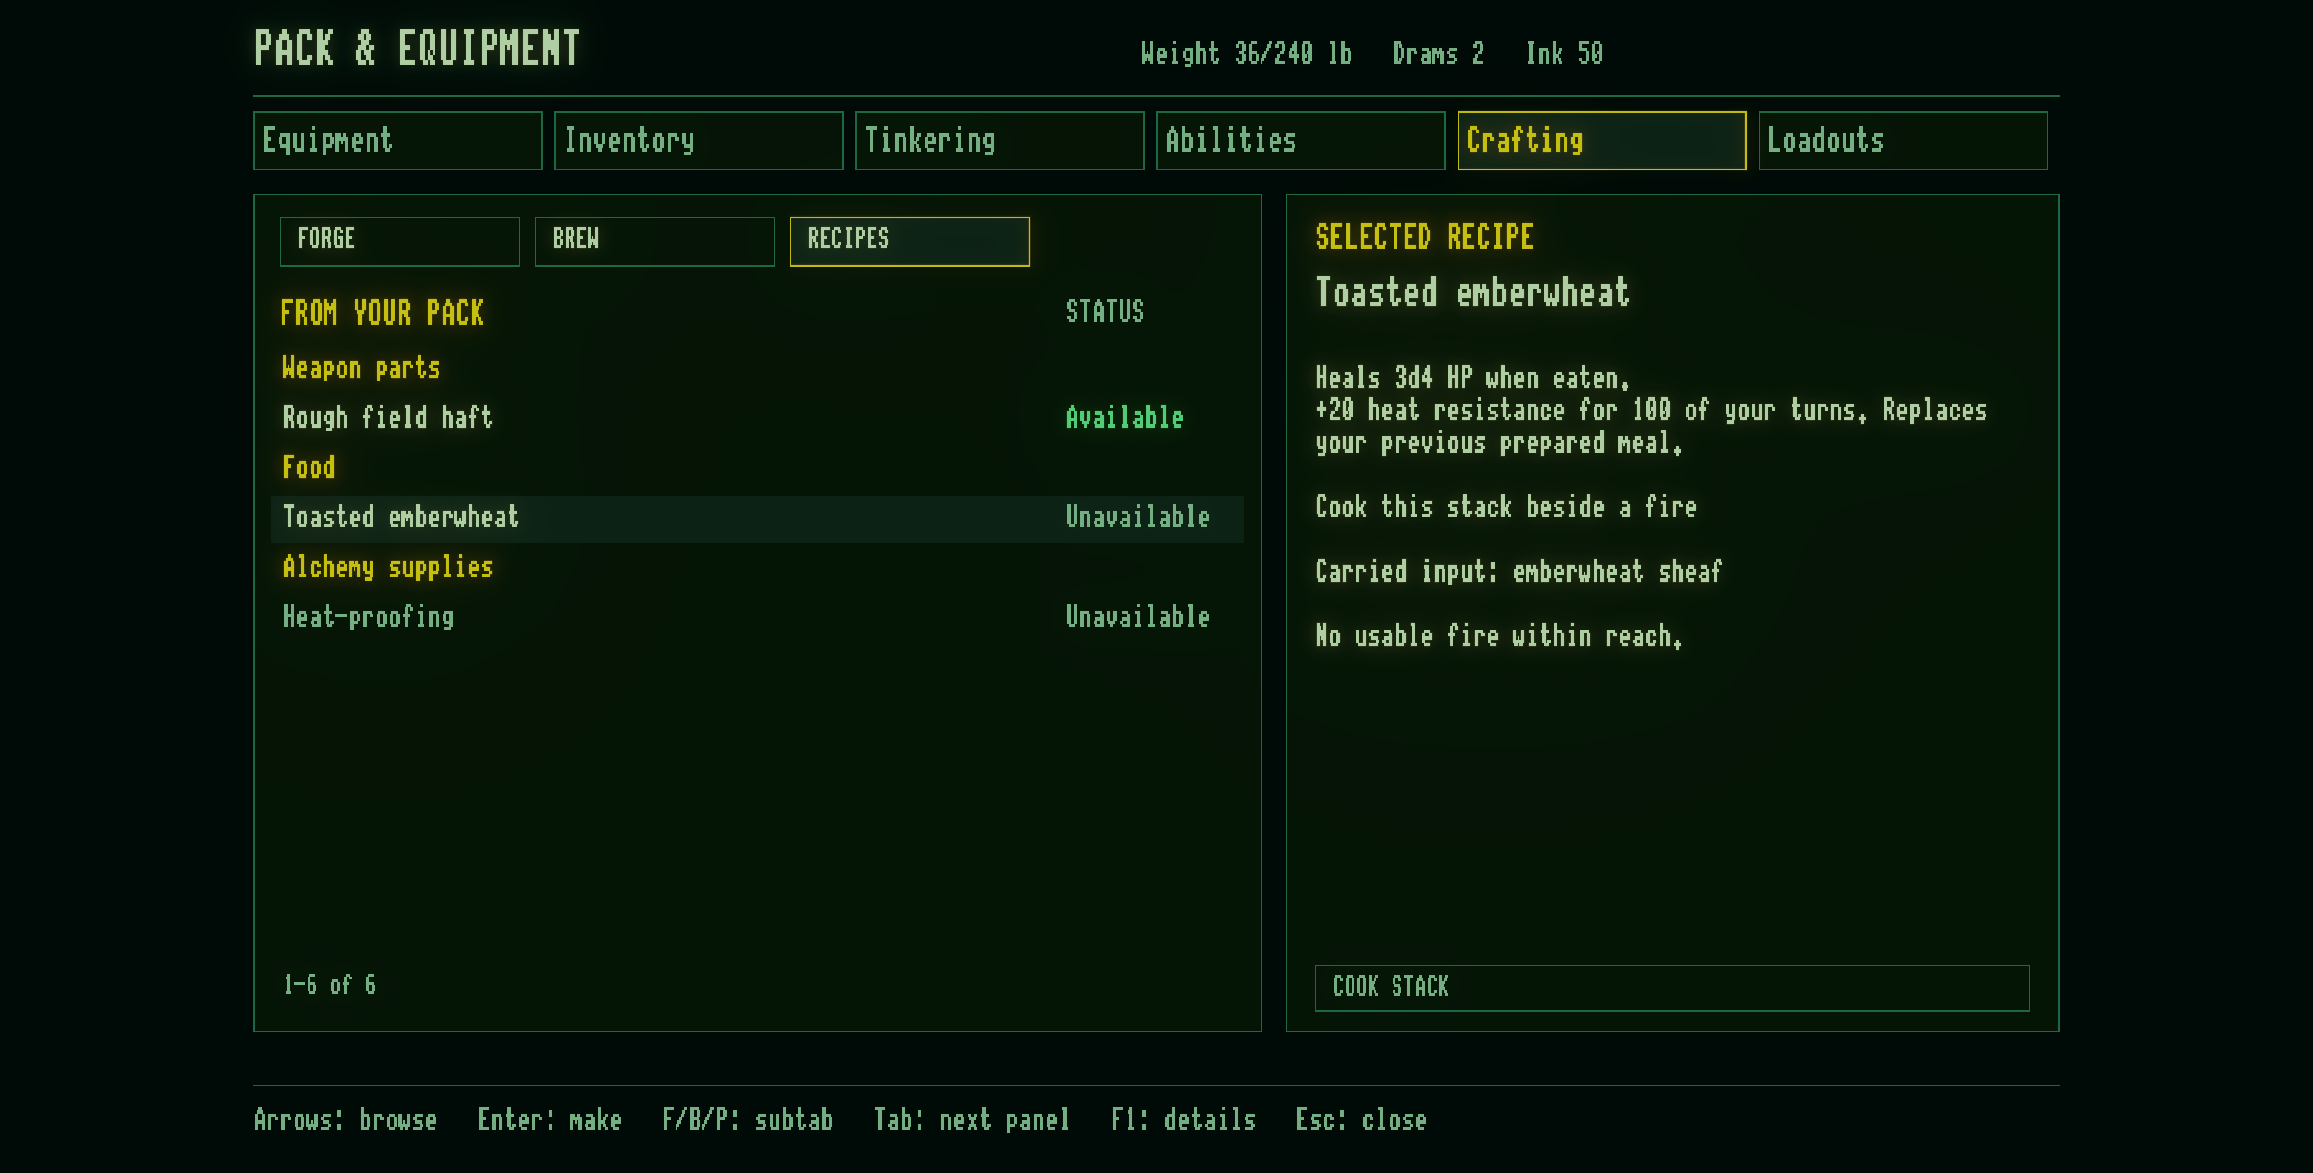 PACK & EQUIPMENT
Weight 36/240 lb Drams 2 Ink 50
Equipment Inventory Tinkering Abilities Crafting Loadouts
FORGE BREW RECIPES
FROM YOUR PACK STATUS
Weapon parts
Rough field haft Available
Food
Toasted emberwheat Unavailable
Alchemy supplies
Heat-proofing Unavailable
1-6 of 6
SELECTED RECIPE
Toasted emberwheat
Heals 3d4 HP when eaten.
+20 heat resistance for 100 of your turns. Replaces
your previous prepared meal.
Cook this stack beside a fire
Carried input: emberwheat sheaf
No usable fire within reach.
COOK STACK
Arrows: browse Enter: make F/B/P: subtab Tab: next panel F1: details Esc: close